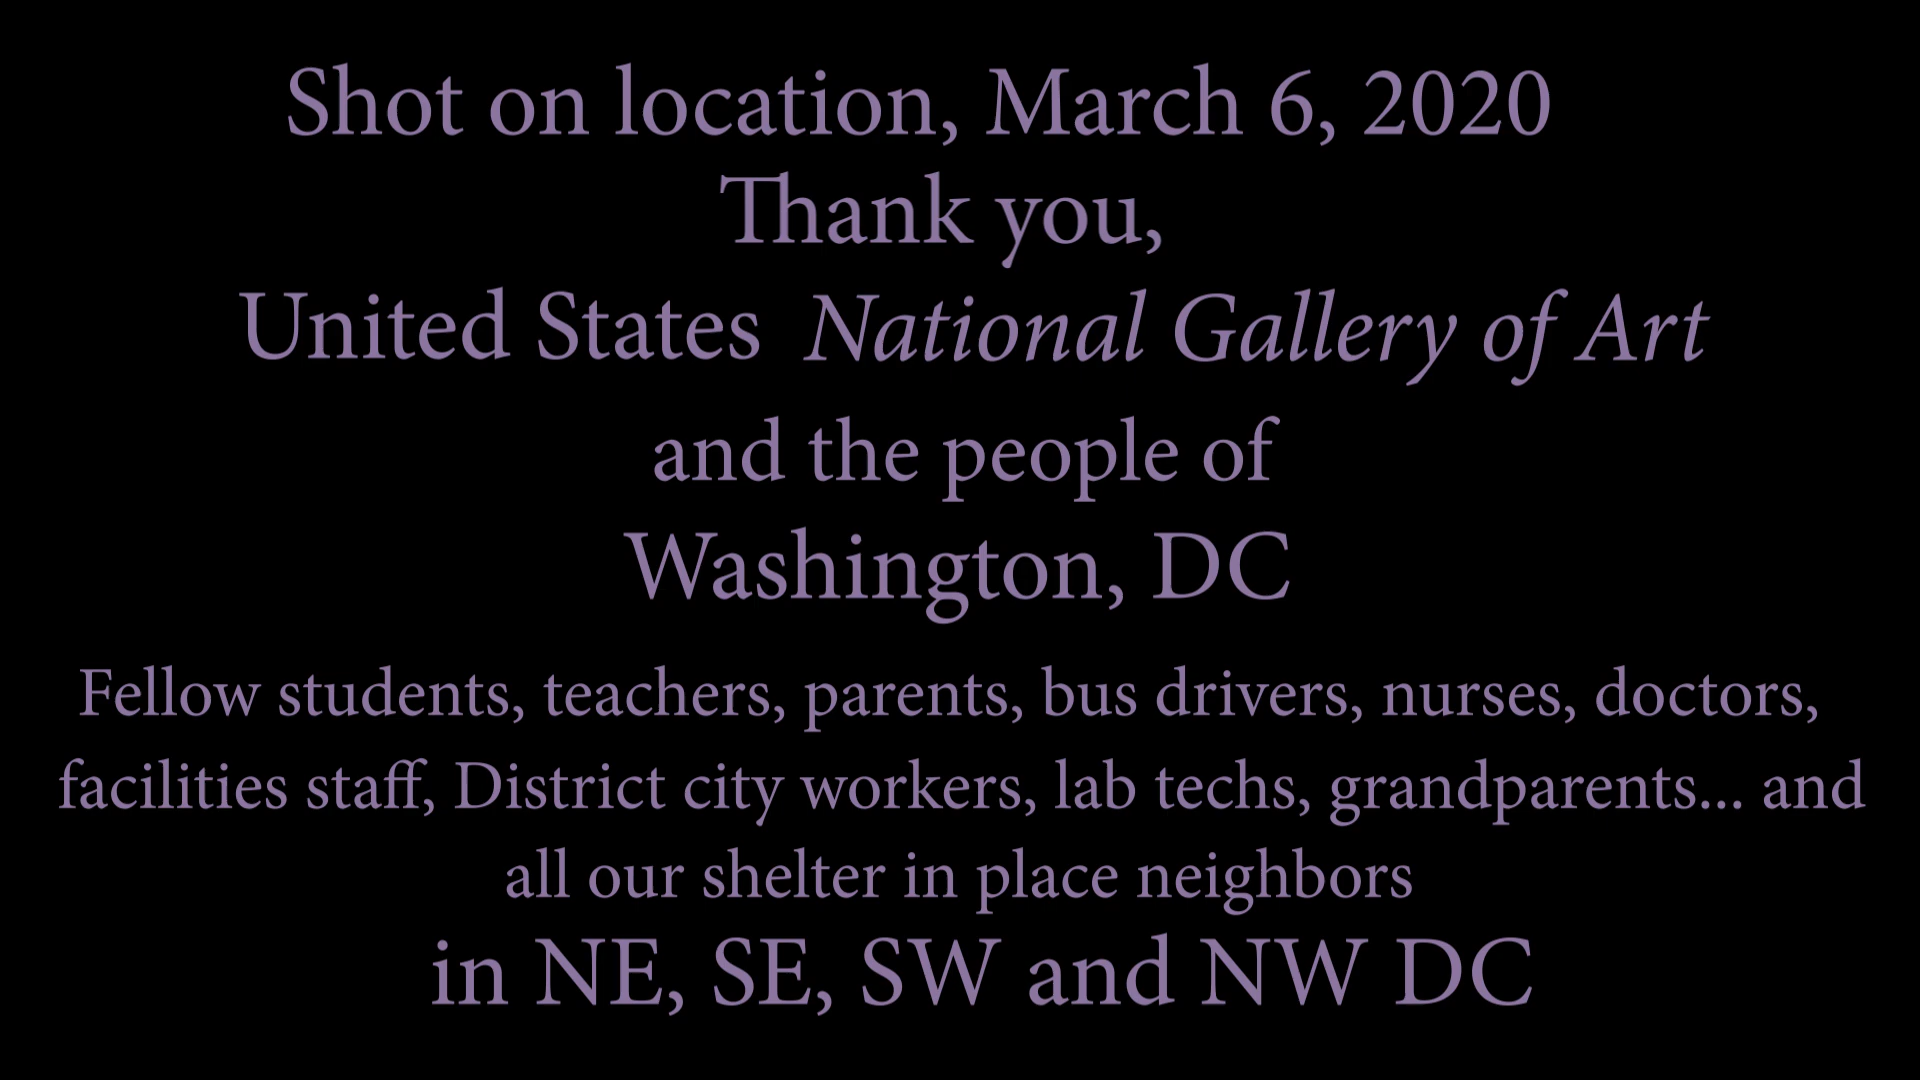 Shot on location, March 6, 2020
Thank you,
United States National Gallery of Art
and the people of
Washington, DC
Fellow students, teachers, parents, bus drivers, nurses, doctors,
facilities staff, District city workers, lab techs, grandparents... and
all our shelter in place neighbors
in NE, SE, SW and NW DC